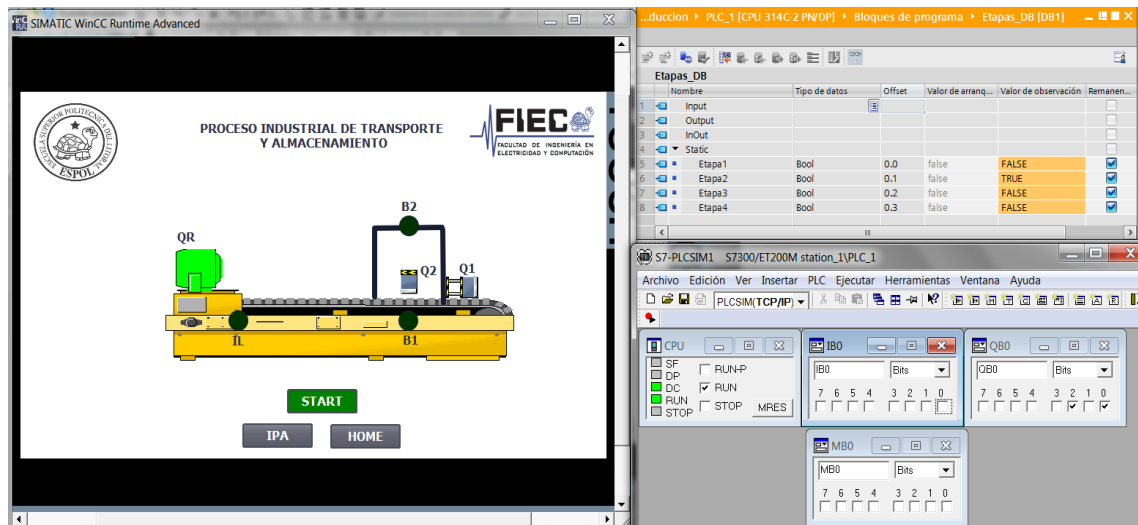 SIMATIC WinCC Runtime Advanced
ESCUELA SUPERIOR POLITECNICA DEL LITORAL
ESPOL
PROCESO INDUSTRIAL DE TRANSPORTE
Y ALMACENAMIENTO
FIEC
FACULTAD DE INGENIERÍA EN
ELECTRICIDAD Y COMPUTACIÓN
B2
QR
Q2
Q1
IL
B1
START
IPA
HOME
...duccion PLC_1 [CPU 314C-2 PN/DP] Bloques de programa Etapas_DB [DB1]
Etapas_DB
Nombre Tipo de datos Offset Valor de arranq... Valor de observación Remanen...
1 Input
2 Output
3 InOut
4 Static
5 Etapa1 Bool 0.0 false FALSE
6 Etapa2 Bool 0.1 false TRUE
7 Etapa3 Bool 0.2 false FALSE
8 Etapa4 Bool 0.3 false FALSE
S7-PLCSIM1 S7300/ET200M station_1\PLC_1
Archivo Edición Ver Insertar PLC Ejecutar Herramientas Ventana Ayuda
PLCSIM(TCP/IP)
CPU
SF
DP
DC
RUN
STOP
RUN-P
RUN
STOP
MRES
IB0
IB0 Bits
7 6 5 4 3 2 1 0
QB0
QB0 Bits
7 6 5 4 3 2 1 0
MB0
MB0 Bits
7 6 5 4 3 2 1 0